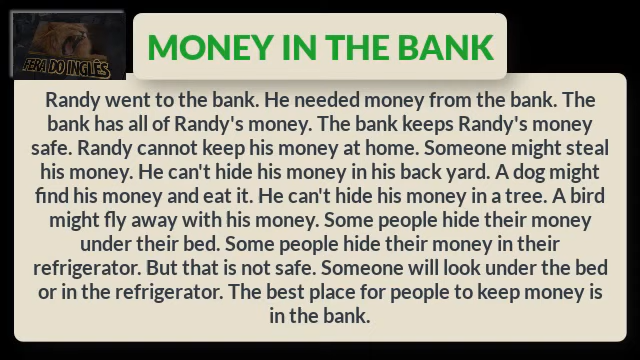 FERA DO INGLÊS
MONEY IN THE BANK
Randy went to the bank. He needed money from the bank. The
bank has all of Randy's money. The bank keeps Randy's money
safe. Randy cannot keep his money at home. Someone might steal
his money. He can't hide his money in his back yard. A dog might
find his money and eat it. He can't hide his money in a tree. A bird
might fly away with his money. Some people hide their money
under their bed. Some people hide their money in their
refrigerator. But that is not safe. Someone will look under the bed
or in the refrigerator. The best place for people to keep money is
in the bank.